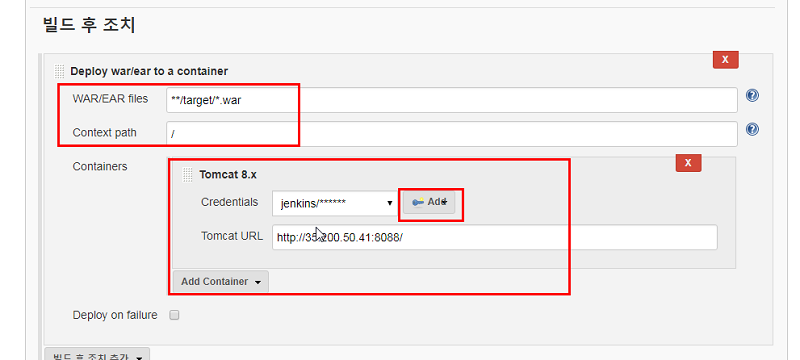 빌드 후 조치
X
Deploy war/ear to a container
WAR/EAR files **/target/*.war
Context path /
Containers
X
Tomcat 8.x
Credentials jenkins/****** Add
Tomcat URL http://35.200.50.41:8088/
Add Container
Deploy on failure
빌드 후 조치 추가